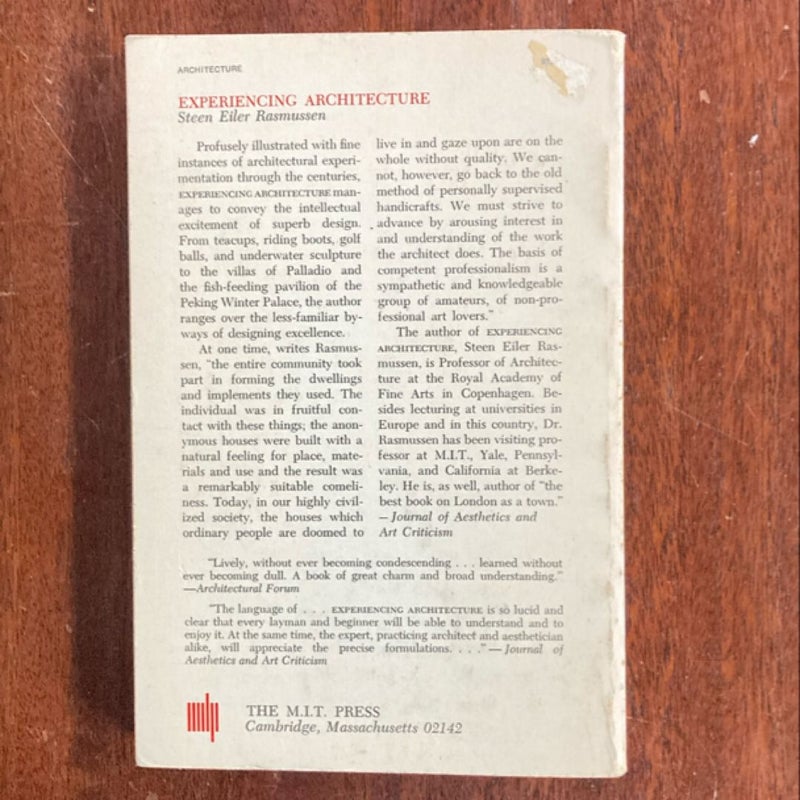 ARCHITECTURE
EXPERIENCING ARCHITECTURE
Steen Eiler Rasmussen
Profusely illustrated with fine
instances of architectural experi-
mentation through the centuries,
EXPERIENCING ARCHITECTURE man-
ages to convey the intellectual
excitement of superb design.
From teacups, riding boots, golf
balls, and underwater sculpture
to the villas of Palladio and
the fish-feeding pavilion of the
Peking Winter Palace, the author
ranges over the less-familiar by-
ways of designing excellence.
At one time, writes Rasmus-
sen, "the entire community took
part in forming the dwellings
and implements they used. The
individual was in fruitful con-
tact with these things; the anon-
ymous houses were built with a
natural feeling for place, mate-
rials and use and the result was
a remarkably suitable comeli-
ness. Today, in our highly civil-
ized society, the houses which
ordinary people are doomed to
live in and gaze upon are on the
whole without quality. We can-
not, however, go back to the old
method of personally supervised
handicrafts. We must strive to
advance by arousing interest in
and understanding of the work
the architect does. The basis of
competent professionalism is a
sympathetic and knowledgeable
group of amateurs, of non-pro-
fessional art lovers."
The author of EXPERIENCING
ARCHITECTURE, Steen Eiler Ras-
mussen, is Professor of Architec-
ture at the Royal Academy of
Fine Arts in Copenhagen. Be-
sides lecturing at universities in
Europe and in this country, Dr.
Rasmussen has been visiting pro-
fessor at M.I.T., Yale, Pennsyl-
vania, and California at Berke-
ley. He is, as well, author of "the
best book on London as a town."
— Journal of Aesthetics and
Art Criticism
"Lively, without ever becoming condescending . . . learned without
ever becoming dull. A book of great charm and broad understanding."
—Architectural Forum
"The language of . . . EXPERIENCING ARCHITECTURE is so lucid and
clear that every layman and beginner will be able to understand and to
enjoy it. At the same time, the expert, practicing architect and aesthetician
alike, will appreciate the precise formulations. . . ." — Journal of
Aesthetics and Art Criticism
THE M.I.T. PRESS
Cambridge, Massachusetts 02142